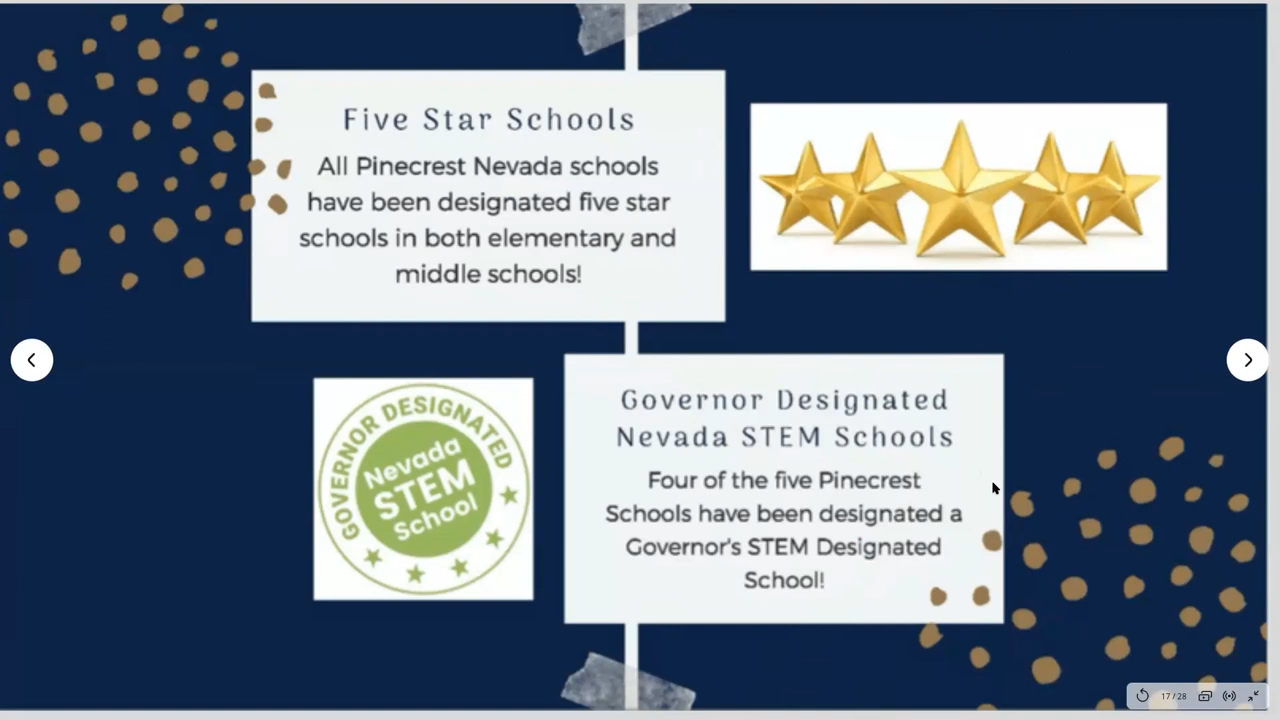 Five Star Schools
All Pinecrest Nevada schools
have been designated five star
schools in both elementary and
middle schools!
GOVERNOR DESIGNATED
Nevada
STEM
School
Governor Designated
Nevada STEM Schools
Four of the five Pinecrest
Schools have been designated a
Governor's STEM Designated
School!
17/28